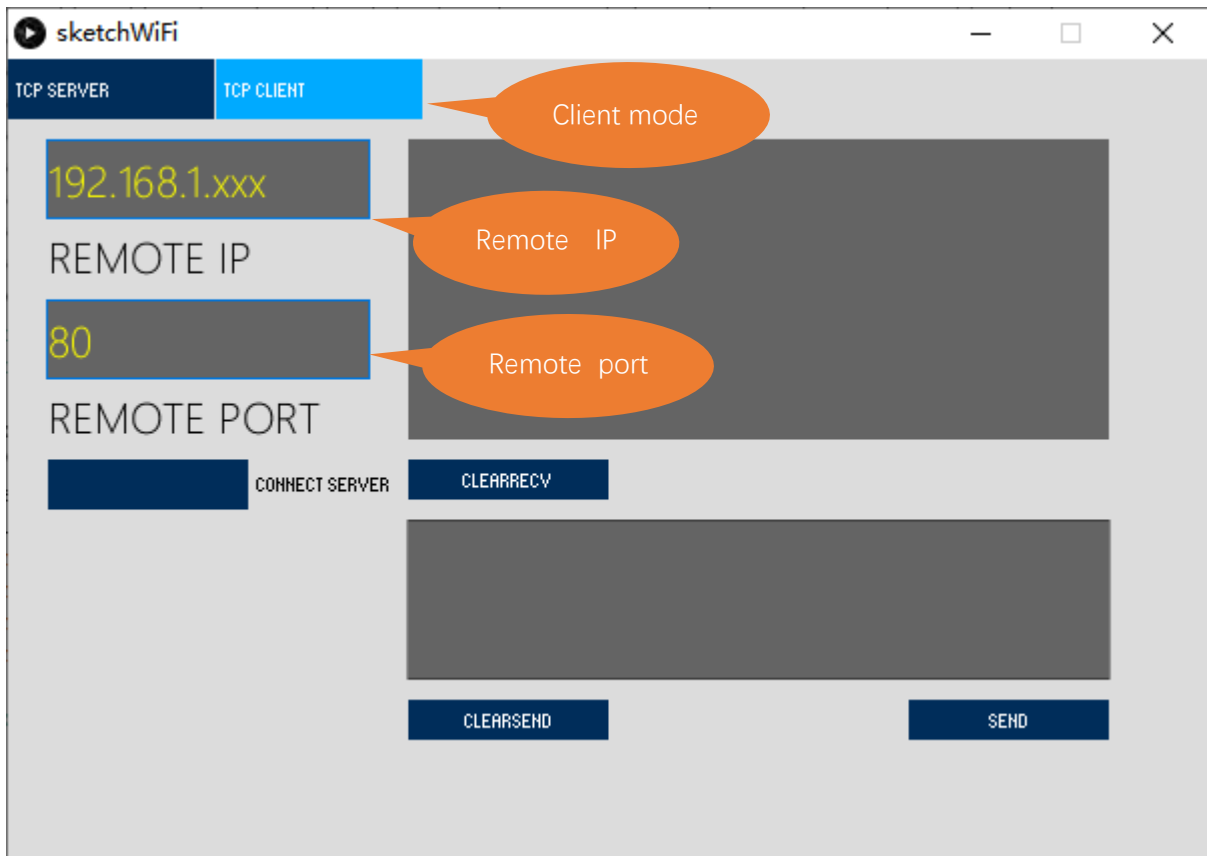 sketchWiFi
TCP SERVER
TCP CLIENT
Client mode
192.168.1.xxx
Remote IP
REMOTE IP
80
Remote port
REMOTE PORT
CONNECT SERVER
CLEARRECV
CLEARSEND
SEND